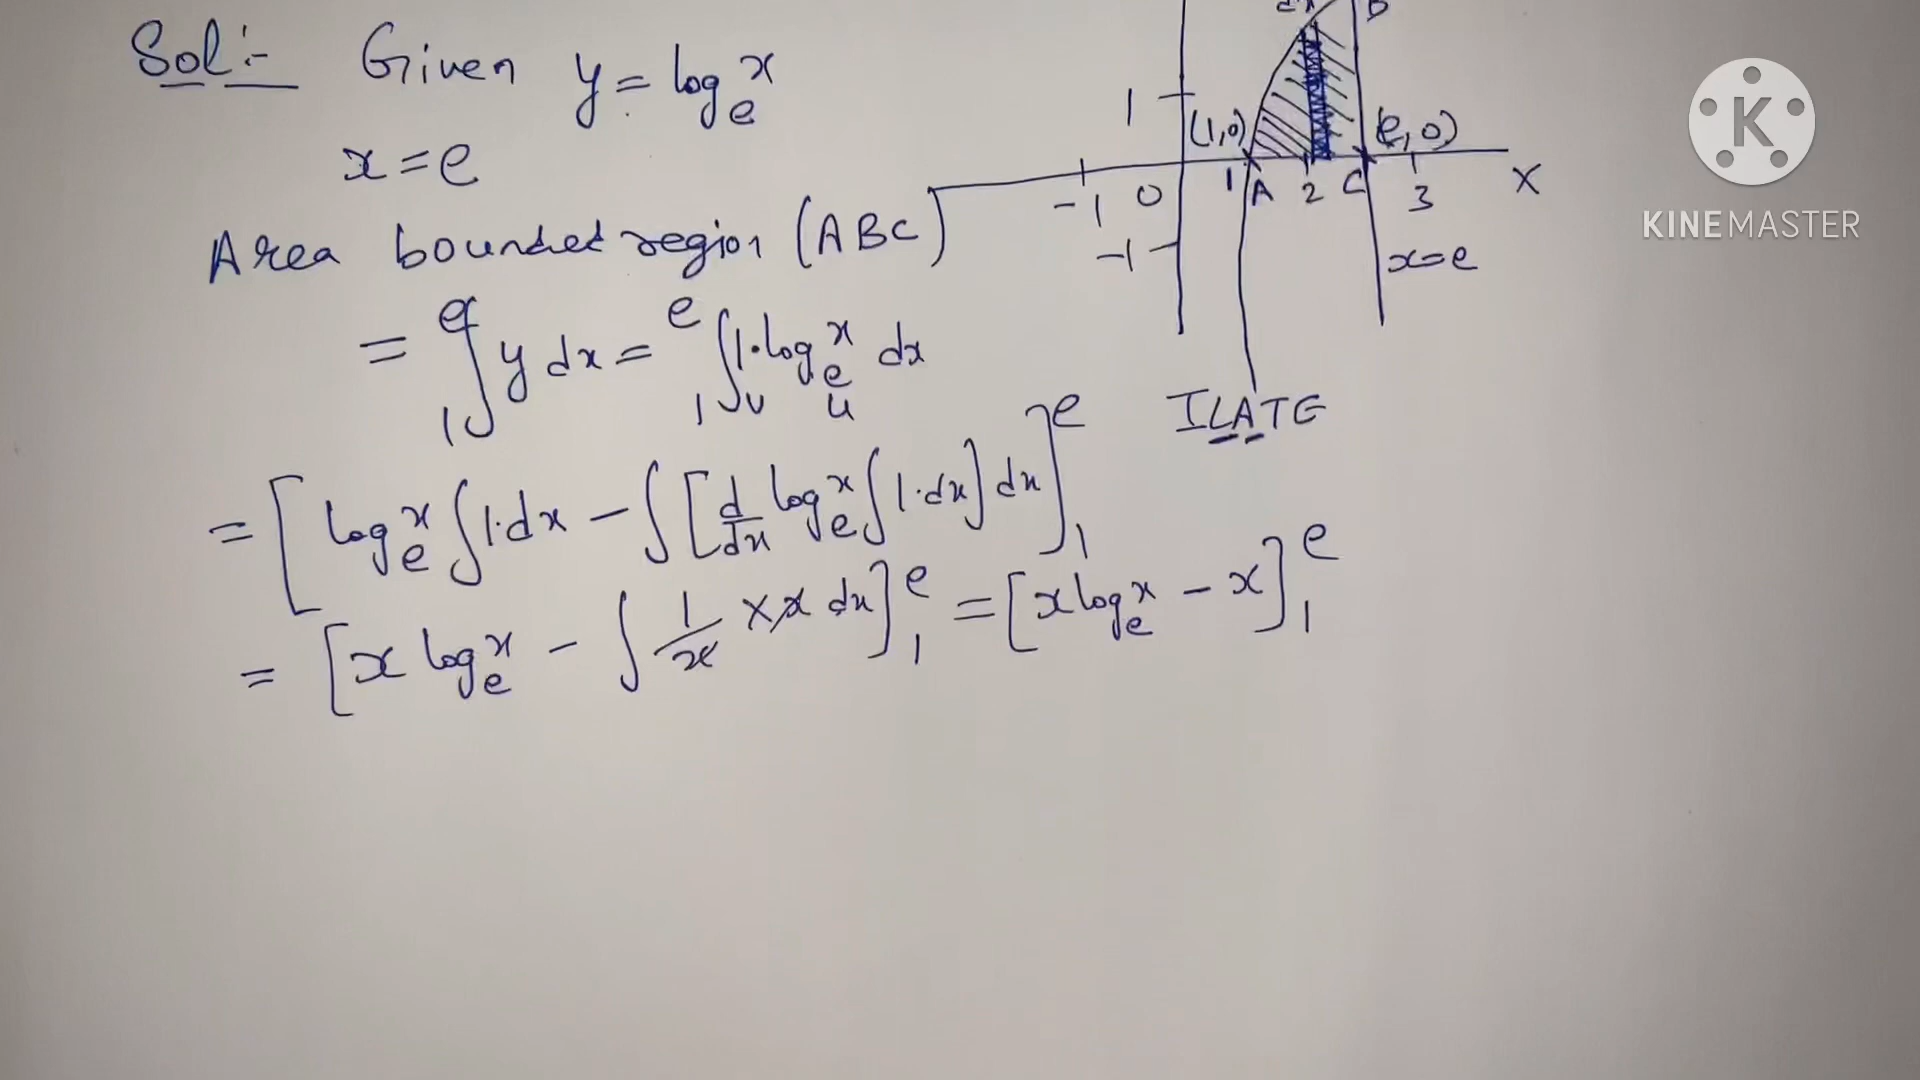 Sol :- Given y = log_e x
x = e
Area bounded region (ABC)
= ∫_1^e y dx = ∫_1^e 1·log_e x dx
v u
ILATE
= [log_e x ∫1·dx − ∫[d/dx log_e x ∫1·dx] dx]_1^e
= [x log_e x − ∫ 1/x × x dx]_1^e = [x log_e x − x]_1^e
B
1
(1,0) (e,0)
-1 0 1 A 2 C 3 X
-1
x=e
K
KINEMASTER